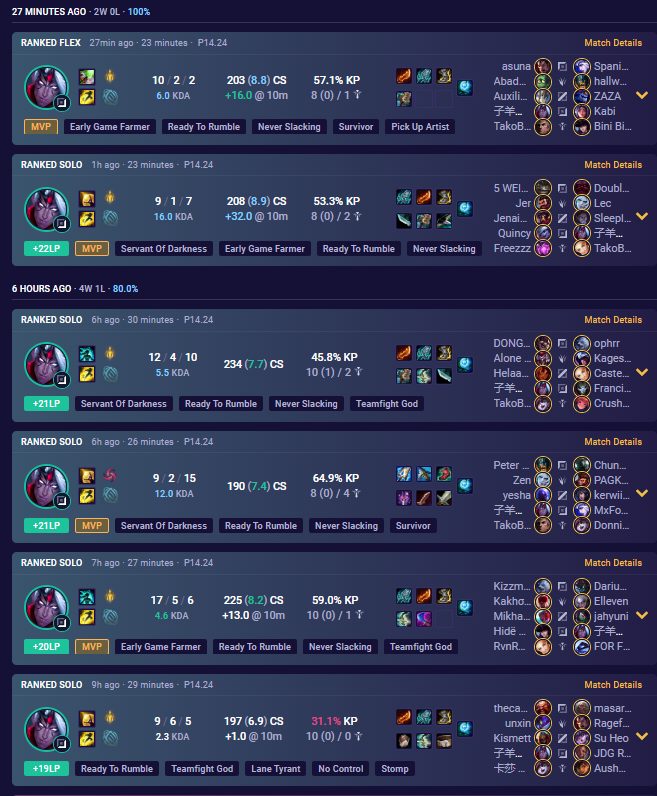 27 MINUTES AGO · 2W 0L · 100%
RANKED FLEX 27min ago · 23 minutes · P14.24 Match Details
10 / 2 / 2 203 (8.8) CS 57.1% KP
6.0 KDA +16.0 @ 10m 8 (0) / 1
asuna Spani...
Abad... hallw...
Auxili... ZAZA
子羊... Kabi
TakoB... Bini Bi...
MVP Early Game Farmer Ready To Rumble Never Slacking Survivor Pick Up Artist
RANKED SOLO 1h ago · 23 minutes · P14.24 Match Details
9 / 1 / 7 208 (8.9) CS 53.3% KP
16.0 KDA +32.0 @ 10m 8 (0) / 2
5 WEI... Doubl...
Jer Lec
Jenai... Sleepl...
Quincy 子羊...
Freezzz TakoB...
+22LP MVP Servant Of Darkness Early Game Farmer Ready To Rumble Never Slacking
6 HOURS AGO · 4W 1L · 80.0%
RANKED SOLO 6h ago · 30 minutes · P14.24 Match Details
12 / 4 / 10 234 (7.7) CS 45.8% KP
5.5 KDA 10 (1) / 2
DONG... ophrr
Alone ... Kages...
Helaa... Caste...
子羊... Franci...
TakoB... Crush...
+21LP Servant Of Darkness Ready To Rumble Never Slacking Teamfight God
RANKED SOLO 6h ago · 26 minutes · P14.24 Match Details
9 / 2 / 15 190 (7.4) CS 64.9% KP
12.0 KDA 8 (0) / 4
Peter ... Chun...
Zen PAGK...
yesha kerwii...
子羊... MxFo...
TakoB... Donni...
+21LP MVP Servant Of Darkness Ready To Rumble Never Slacking Survivor
RANKED SOLO 7h ago · 27 minutes · P14.24 Match Details
17 / 5 / 6 225 (8.2) CS 59.0% KP
4.6 KDA +13.0 @ 10m 10 (0) / 1
Kizzm... Dariu...
Kakho... Elleven
Mikha... jahyuni
Hidë ... 子羊...
RvnR... FOR F...
+20LP MVP Early Game Farmer Ready To Rumble Never Slacking Teamfight God
RANKED SOLO 9h ago · 29 minutes · P14.24 Match Details
9 / 6 / 5 197 (6.9) CS 31.1% KP
2.3 KDA +1.0 @ 10m 10 (0) / 0
theca... masar...
unxin Ragef...
Kismett Su Heo
子羊... JDG R...
卡莎 ... Aush...
+19LP Ready To Rumble Teamfight God Lane Tyrant No Control Stomp